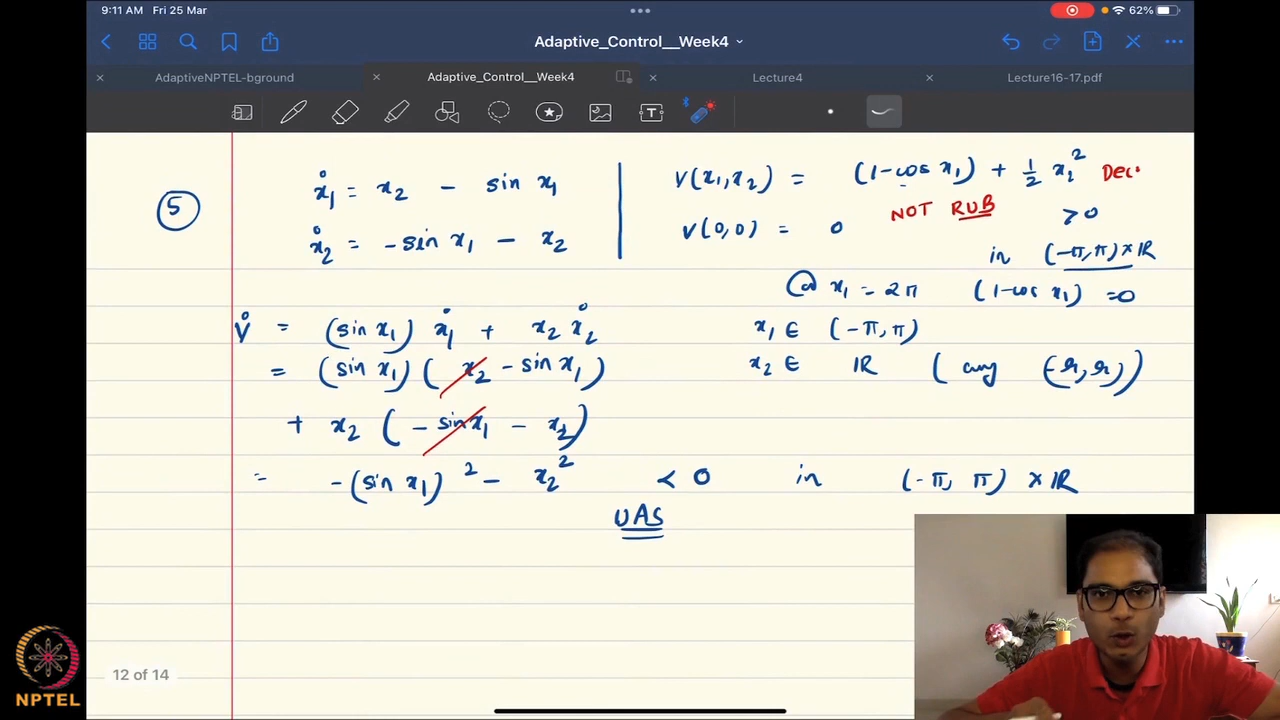 9:11 AM Fri 25 Mar
62%
Adaptive_Control__Week4
AdaptiveNPTEL-bground
Adaptive_Control__Week4
Lecture4
Lecture16-17.pdf
5
ẋ₁ = x₂ - sin x₁
ẋ₂ = -sin x₁ - x₂
V(x₁,x₂) = (1-cos x₁) + 1/2 x₂² Dec.
NOT RUB
V(0,0) = 0 > 0
in (-π,π) × ℝ
@ x₁ = 2π (1-cos x₁) = 0
x₁ ∈ (-π,π)
x₂ ∈ ℝ ( any (-r,r))
V̇ = (sin x₁) ẋ₁ + x₂ ẋ₂
= (sin x₁) ( x₂ - sin x₁)
+ x₂ ( - sin x₁ - x₂)
= -(sin x₁)² - x₂² < 0 in (-π, π) × ℝ
UAS
12 of 14
NPTEL